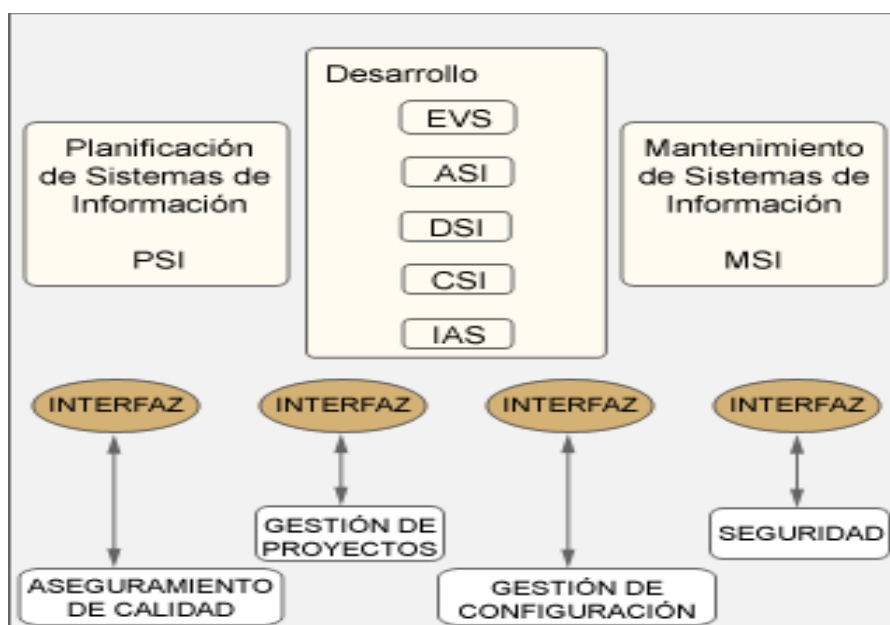 Planificación
de Sistemas de
Información
PSI
Desarrollo
EVS
ASI
DSI
CSI
IAS
Mantenimiento
de Sistemas de
Información
MSI
INTERFAZ
INTERFAZ
INTERFAZ
INTERFAZ
ASEGURAMIENTO
DE CALIDAD
GESTIÓN DE
PROYECTOS
GESTIÓN DE
CONFIGURACIÓN
SEGURIDAD